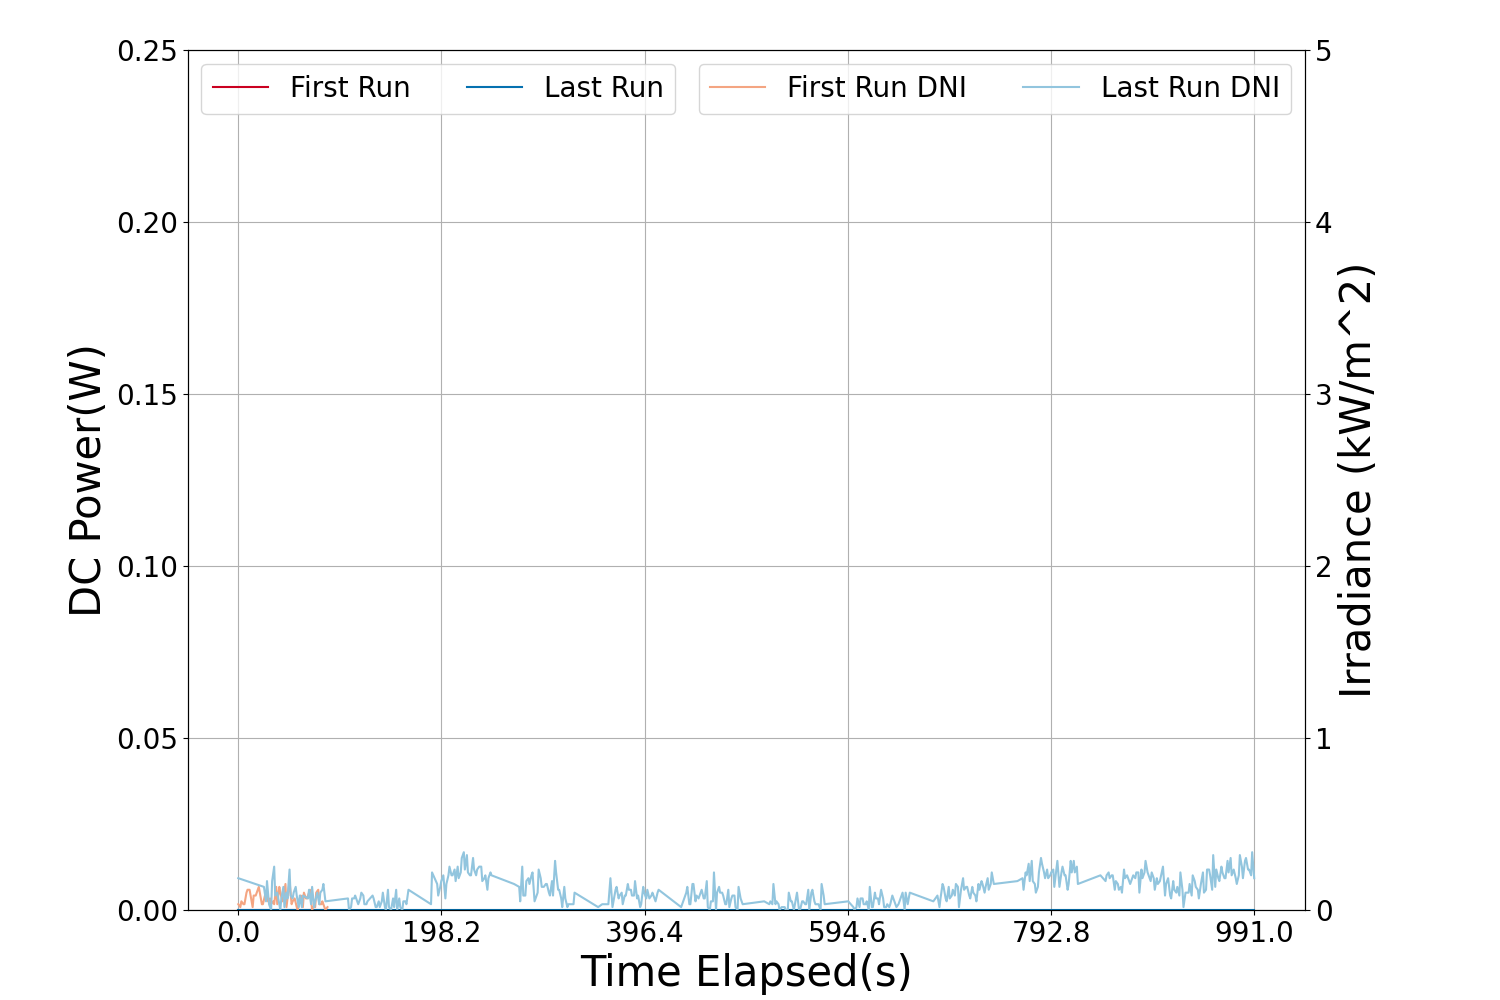 First Run
Last Run
First Run DNI
Last Run DNI
DC Power(W)
0.25
0.20
0.15
0.10
0.05
0.00
5
4
3
2
1
0
Irradiance (kW/m^2)
0.0 198.2 396.4 594.6 792.8 991.0
Time Elapsed(s)